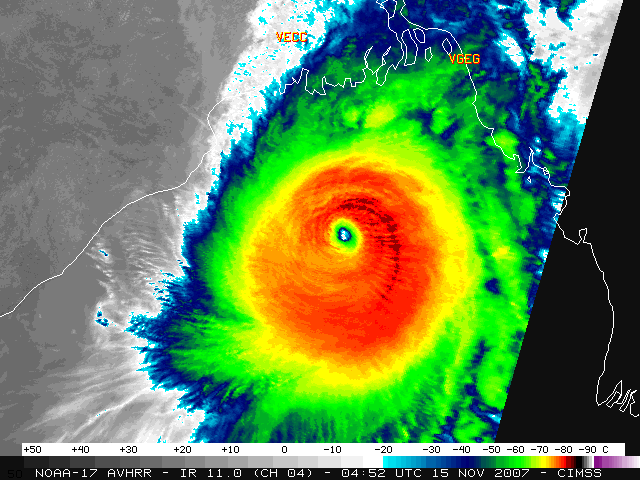 VECC
VGEG
+50 +40 +30 +20 +10 0 -10 -20 -30 -40 -50 -60 -70 -80 -90 C
NOAA-17 AVHRR - IR 11.0 (CH 04) - 04:52 UTC 15 NOV 2007 - CIMSS